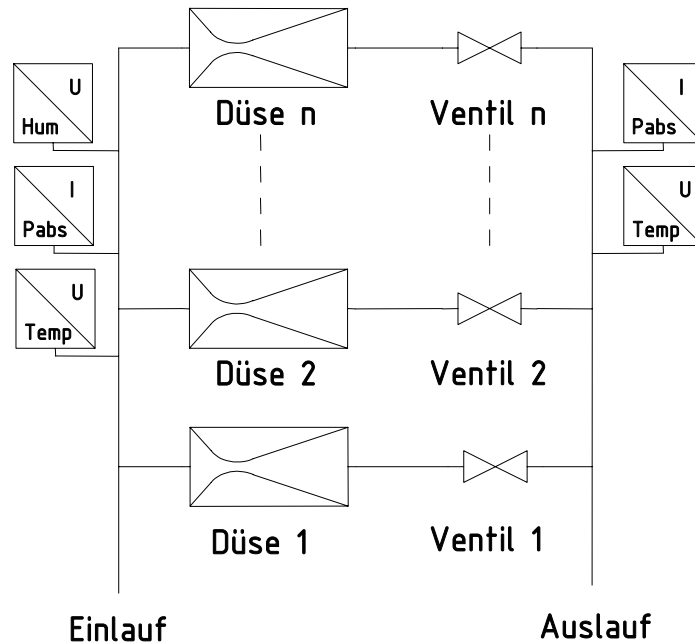 U
Hum
Düse n
Ventil n
I
Pabs
I
Pabs
U
Temp
U
Temp
Düse 2
Ventil 2
Düse 1
Ventil 1
Einlauf
Auslauf